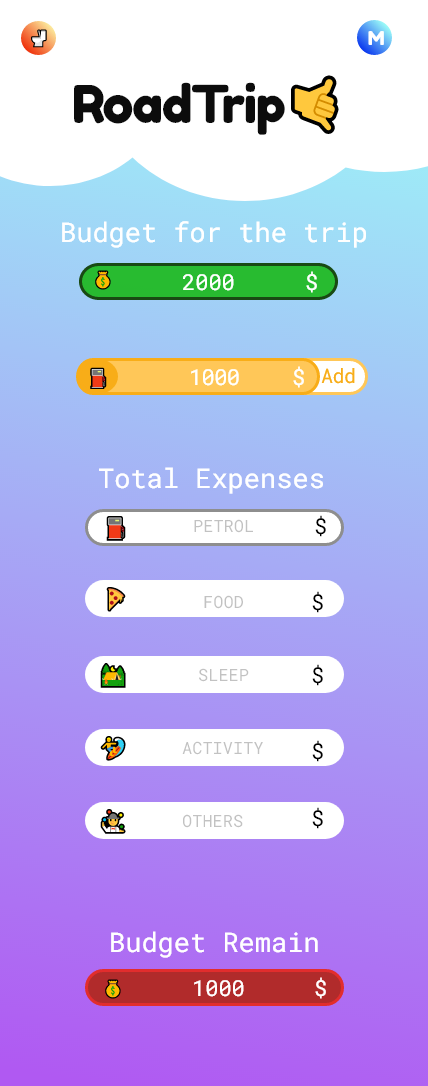 M
RoadTrip
Budget for the trip
2000 $
1000 $ Add
Total Expenses
PETROL $
FOOD $
SLEEP $
ACTIVITY $
OTHERS $
Budget Remain
1000 $